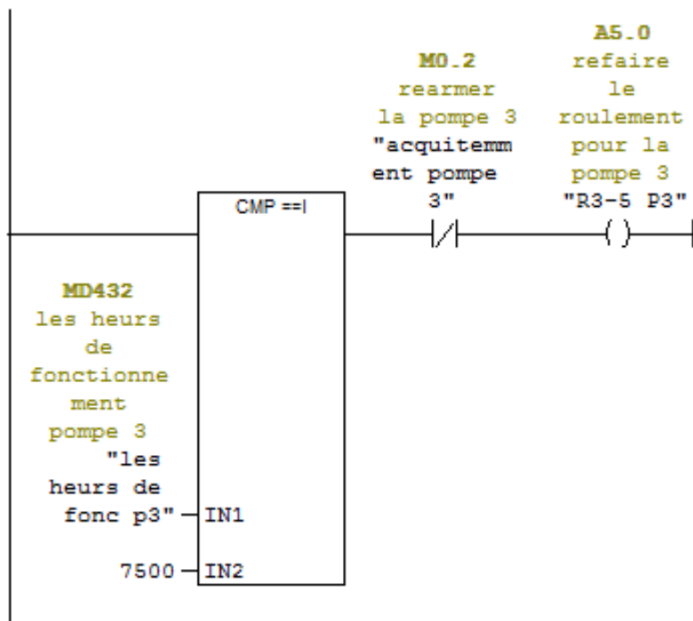 A5.0
refaire
le
roulement
pour la
pompe 3
"R3-5 P3"
M0.2
rearmer
la pompe 3
"acquitemm
ent pompe
3"
CMP ==I
MD432
les heurs
de
fonctionne
ment
pompe 3
"les
heurs de
fonc p3"
IN1
7500
IN2